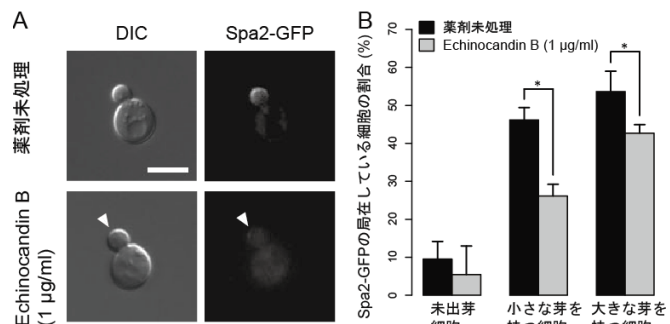 A
DIC
Spa2-GFP
薬剤未処理
Echinocandin B
(1 µg/ml)
B
Spa2-GFPの局在している細胞の割合 (%)
70
60
50
40
30
20
10
0
薬剤未処理
Echinocandin B (1 µg/ml)
*
*
未出芽
小さな芽を
大きな芽を